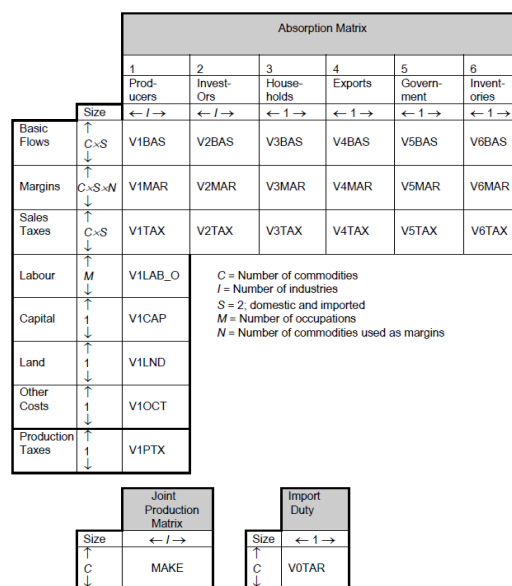 Absorption Matrix
1 2 3 4 5 6
Prod- Invest- House- Exports Govern- Invent-
ucers Ors holds ment ories
Size ← I → ← I → ← 1 → ← 1 → ← 1 → ← 1 →
Basic ↑
Flows C×S V1BAS V2BAS V3BAS V4BAS V5BAS V6BAS
↓
↑
Margins C×S×N V1MAR V2MAR V3MAR V4MAR V5MAR V6MAR
↓
Sales ↑
Taxes C×S V1TAX V2TAX V3TAX V4TAX V5TAX V6TAX
↓
↑
Labour M V1LAB_O
↓
C = Number of commodities
I = Number of industries
S = 2; domestic and imported
M = Number of occupations
N = Number of commodities used as margins
↑
Capital 1 V1CAP
↓
↑
Land 1 V1LND
↓
Other ↑
Costs 1 V1OCT
↓
Production ↑
Taxes 1 V1PTX
↓
Joint
Production
Matrix
Size ← I →
↑
C MAKE
↓
Import
Duty
Size ← 1 →
↑
C V0TAR
↓